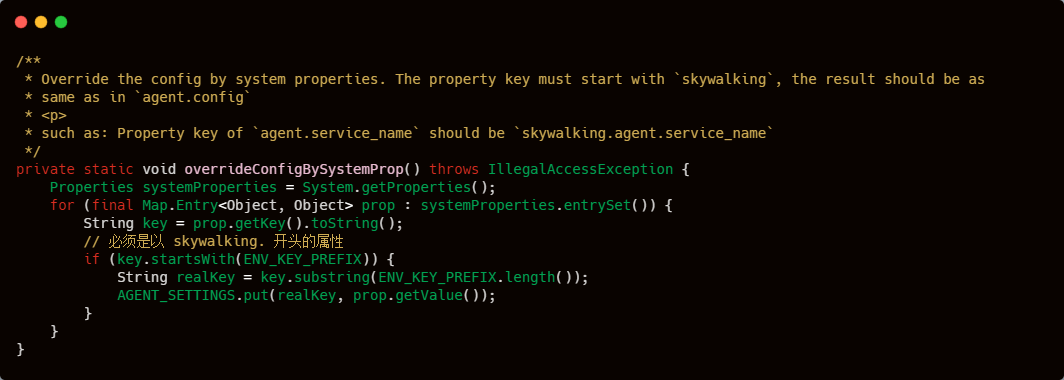 /**
 * Override the config by system properties. The property key must start with `skywalking`, the result should be as
 * same as in `agent.config`
 * <p>
 * such as: Property key of `agent.service_name` should be `skywalking.agent.service_name`
 */
private static void overrideConfigBySystemProp() throws IllegalAccessException {
    Properties systemProperties = System.getProperties();
    for (final Map.Entry<Object, Object> prop : systemProperties.entrySet()) {
        String key = prop.getKey().toString();
        // 必须是以 skywalking. 开头的属性
        if (key.startsWith(ENV_KEY_PREFIX)) {
            String realKey = key.substring(ENV_KEY_PREFIX.length());
            AGENT_SETTINGS.put(realKey, prop.getValue());
        }
    }
}